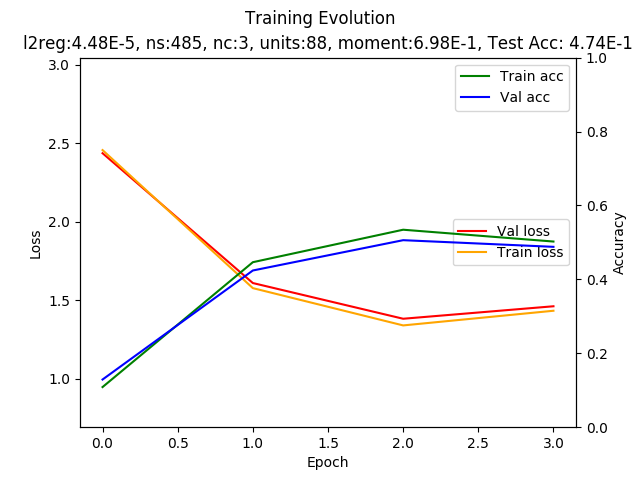 Training Evolution
l2reg:4.48E-5, ns:485, nc:3, units:88, moment:6.98E-1, Test Acc: 4.74E-1
Train acc
Val acc
Val loss
Train loss
3.0
2.5
2.0
1.5
1.0
Loss
1.0
0.8
0.6
0.4
0.2
0.0
Accuracy
0.0 0.5 1.0 1.5 2.0 2.5 3.0
Epoch